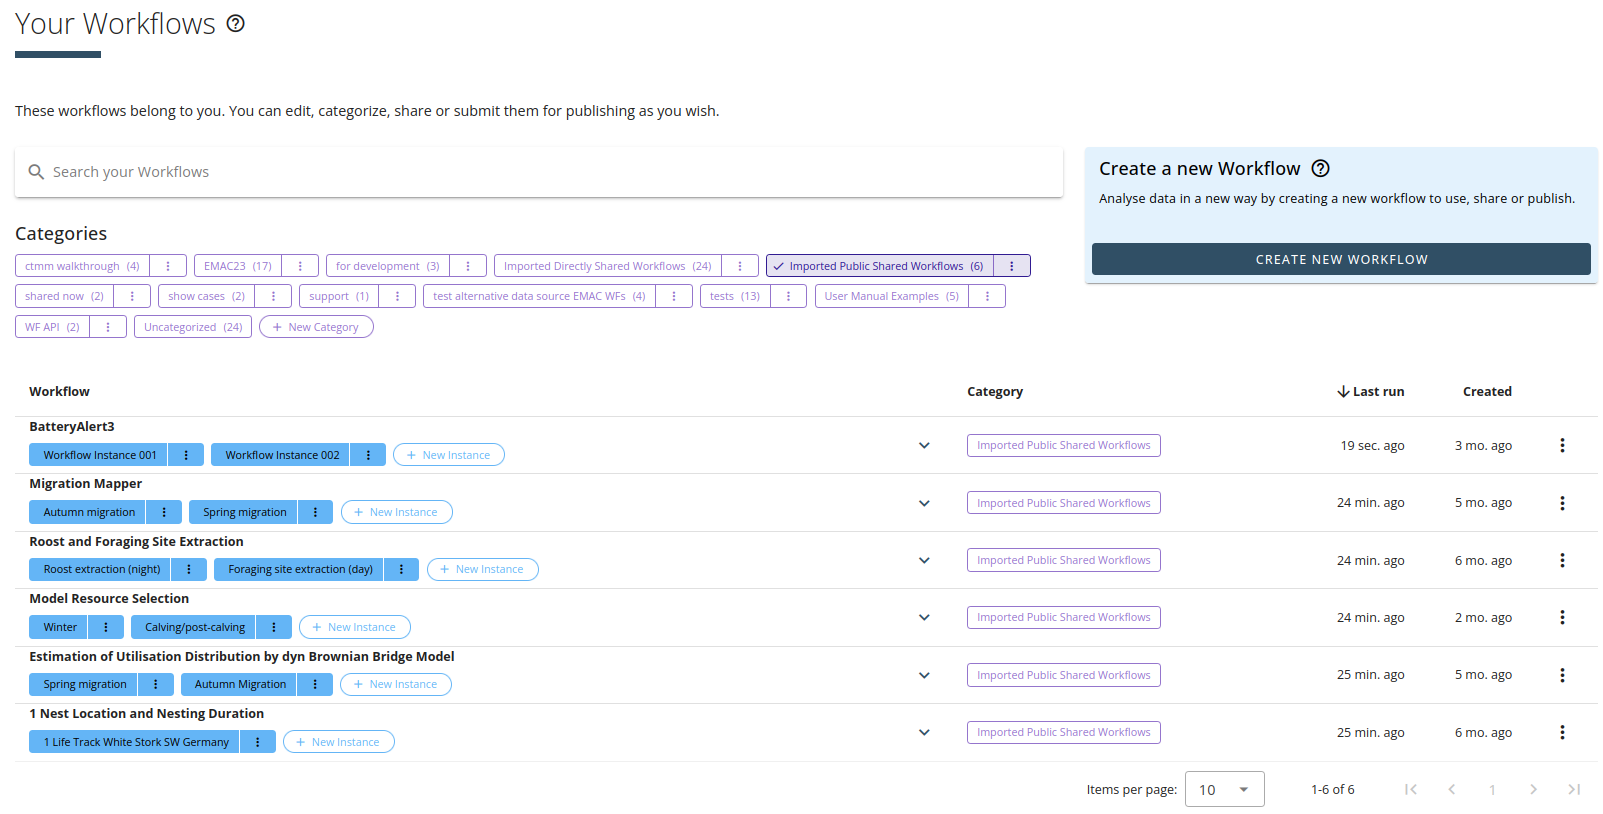 Your Workflows
These workflows belong to you. You can edit, categorize, share or submit them for publishing as you wish.
Search your Workflows
Create a new Workflow
Analyse data in a new way by creating a new workflow to use, share or publish.
CREATE NEW WORKFLOW
Categories
ctmm walkthrough (4) EMAC23 (17) for development (3) Imported Directly Shared Workflows (24) Imported Public Shared Workflows (6)
shared now (2) show cases (2) support (1) test alternative data source EMAC WFs (4) tests (13) User Manual Examples (5)
WF API (2) Uncategorized (24) + New Category
Workflow Category Last run Created
BatteryAlert3
Workflow Instance 001 Workflow Instance 002 + New Instance Imported Public Shared Workflows 19 sec. ago 3 mo. ago
Migration Mapper
Autumn migration Spring migration + New Instance Imported Public Shared Workflows 24 min. ago 5 mo. ago
Roost and Foraging Site Extraction
Roost extraction (night) Foraging site extraction (day) + New Instance Imported Public Shared Workflows 24 min. ago 6 mo. ago
Model Resource Selection
Winter Calving/post-calving + New Instance Imported Public Shared Workflows 24 min. ago 2 mo. ago
Estimation of Utilisation Distribution by dyn Brownian Bridge Model
Spring migration Autumn Migration + New Instance Imported Public Shared Workflows 25 min. ago 5 mo. ago
1 Nest Location and Nesting Duration
1 Life Track White Stork SW Germany + New Instance Imported Public Shared Workflows 25 min. ago 6 mo. ago
Items per page: 10 1-6 of 6 1